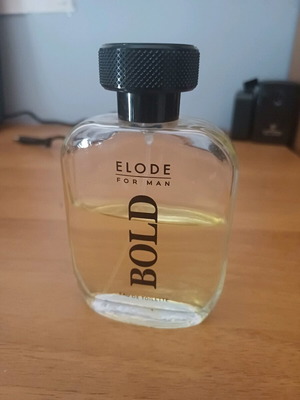 ELODE
FOR MAN
BOLD
EAU DE TOILETTE